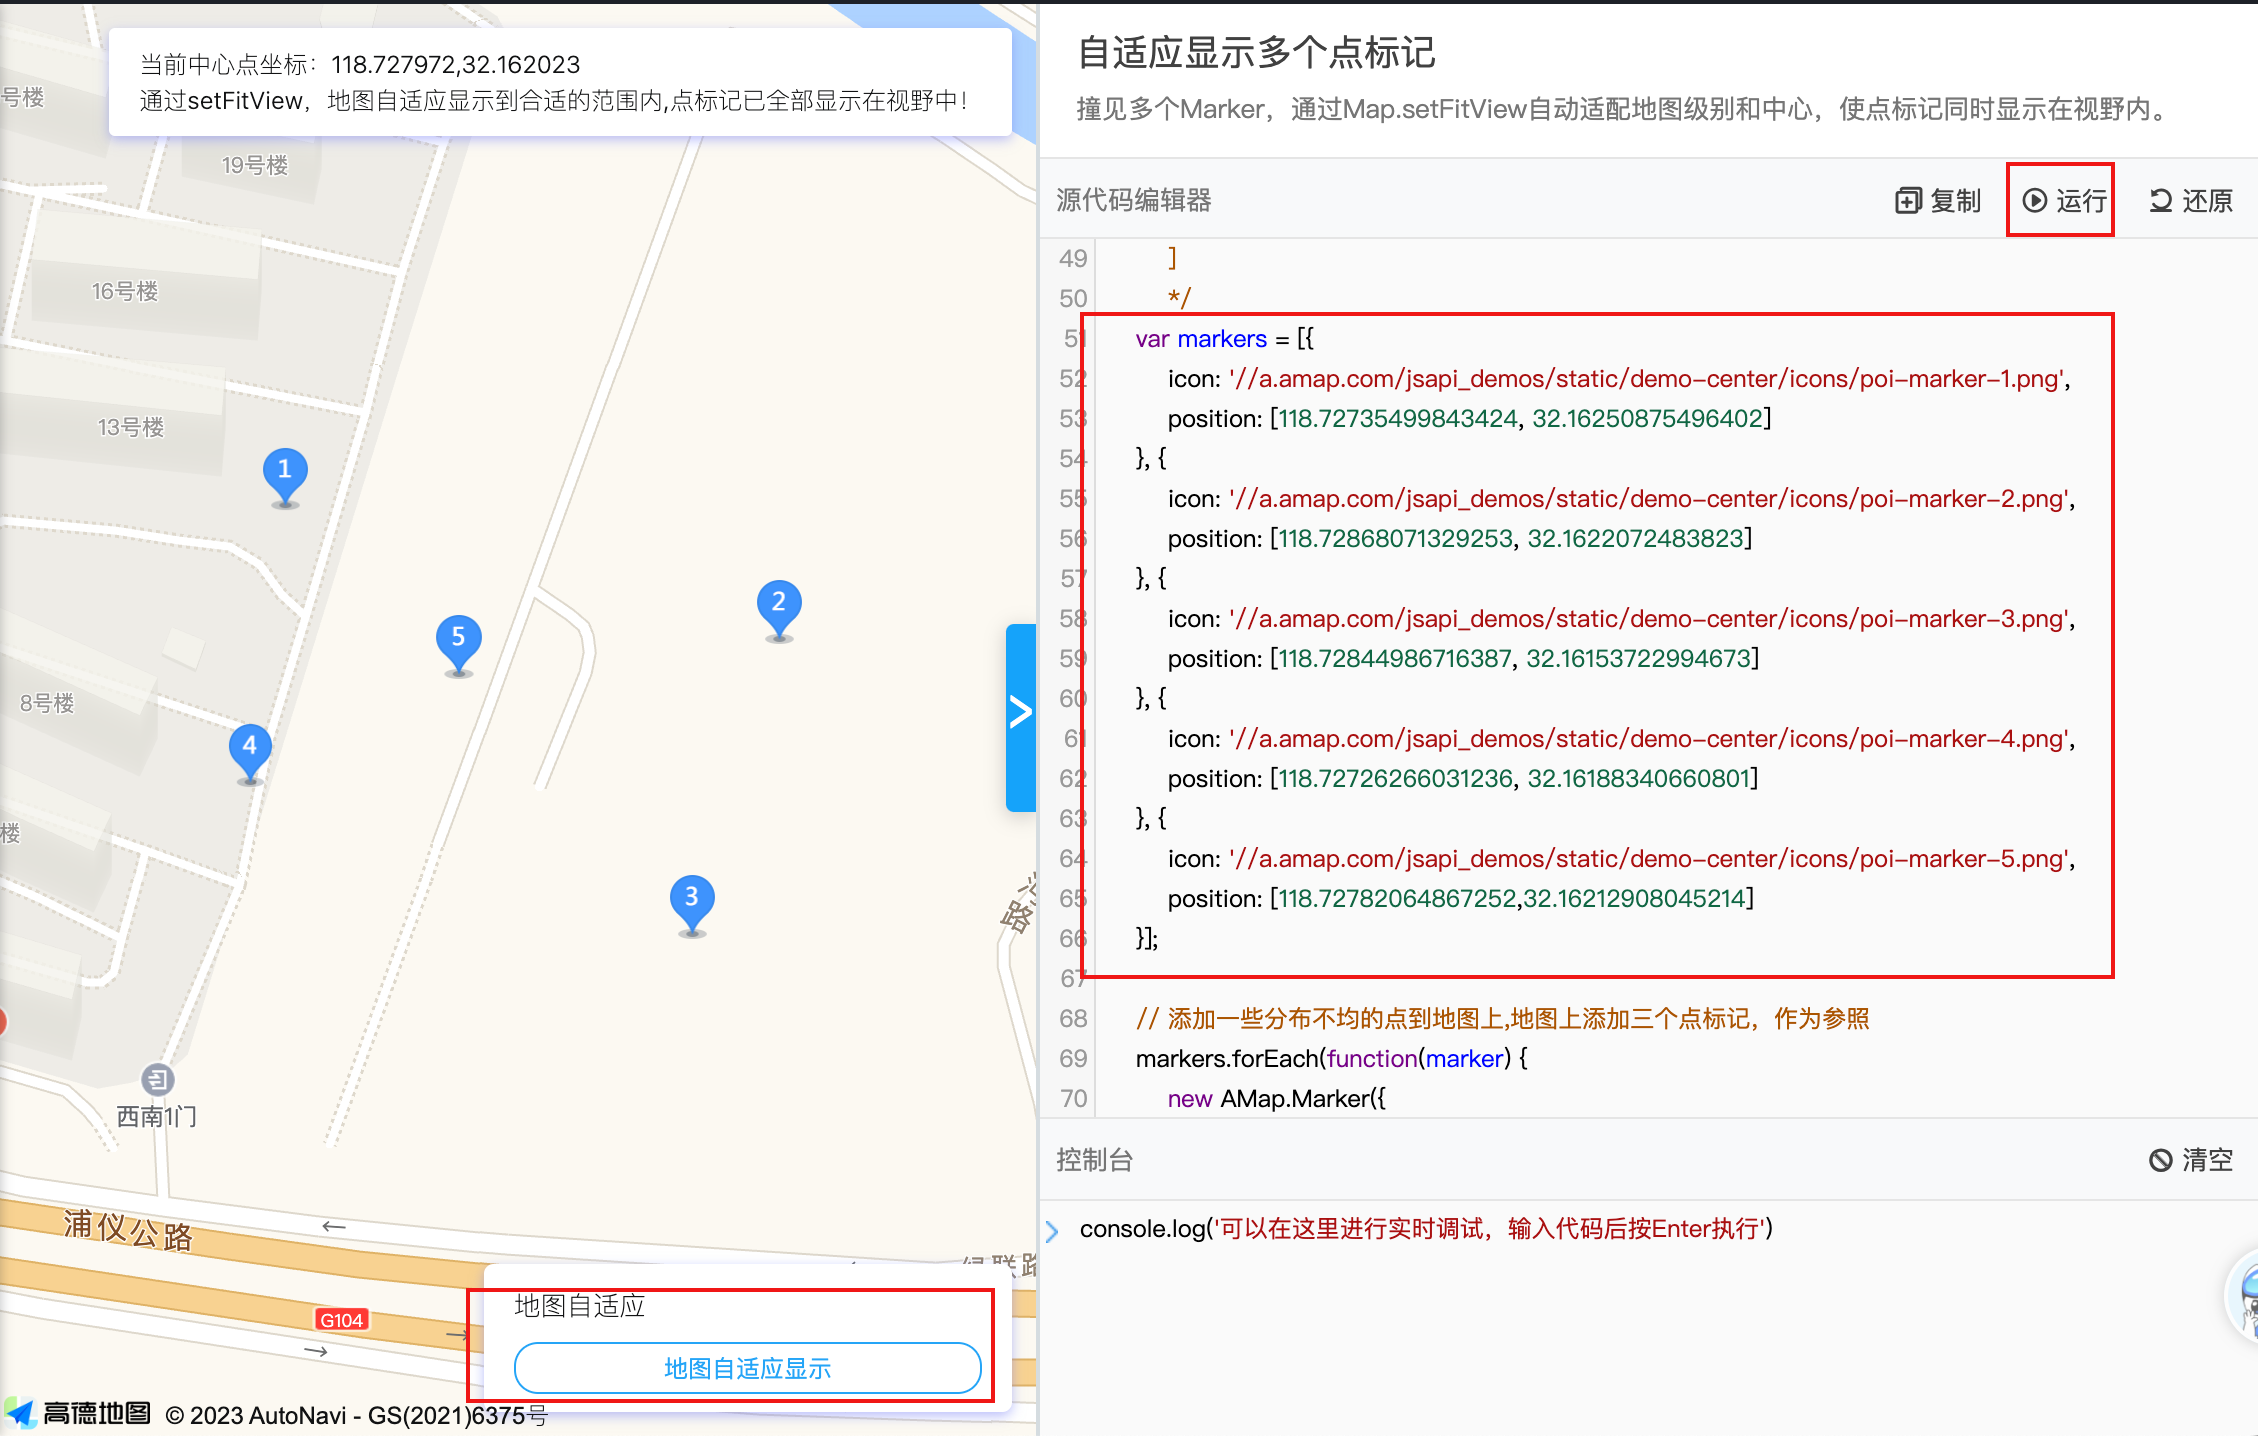 当前中心点坐标：118.727972,32.162023
通过setFitView，地图自适应显示到合适的范围内,点标记已全部显示在视野中！
号楼
19号楼
16号楼
13号楼
1
2
5
8号楼
4
楼
3
路
西南1门
浦仪公路
G104
地图自适应
地图自适应显示
高德地图 © 2023 AutoNavi - GS(2021)6375号
自适应显示多个点标记
撞见多个Marker，通过Map.setFitView自动适配地图级别和中心，使点标记同时显示在视野内。
源代码编辑器 复制 运行 还原
49 ]
50 */
51 var markers = [{
52 icon: '//a.amap.com/jsapi_demos/static/demo-center/icons/poi-marker-1.png',
53 position: [118.72735499843424, 32.16250875496402]
54 }, {
55 icon: '//a.amap.com/jsapi_demos/static/demo-center/icons/poi-marker-2.png',
56 position: [118.72868071329253, 32.1622072483823]
57 }, {
58 icon: '//a.amap.com/jsapi_demos/static/demo-center/icons/poi-marker-3.png',
59 position: [118.72844986716387, 32.16153722994673]
60 }, {
61 icon: '//a.amap.com/jsapi_demos/static/demo-center/icons/poi-marker-4.png',
62 position: [118.72726266031236, 32.16188340660801]
63 }, {
64 icon: '//a.amap.com/jsapi_demos/static/demo-center/icons/poi-marker-5.png',
65 position: [118.72782064867252,32.16212908045214]
66 }];
67
68 // 添加一些分布不均的点到地图上,地图上添加三个点标记，作为参照
69 markers.forEach(function(marker) {
70 new AMap.Marker({
控制台 清空
console.log('可以在这里进行实时调试，输入代码后按Enter执行')